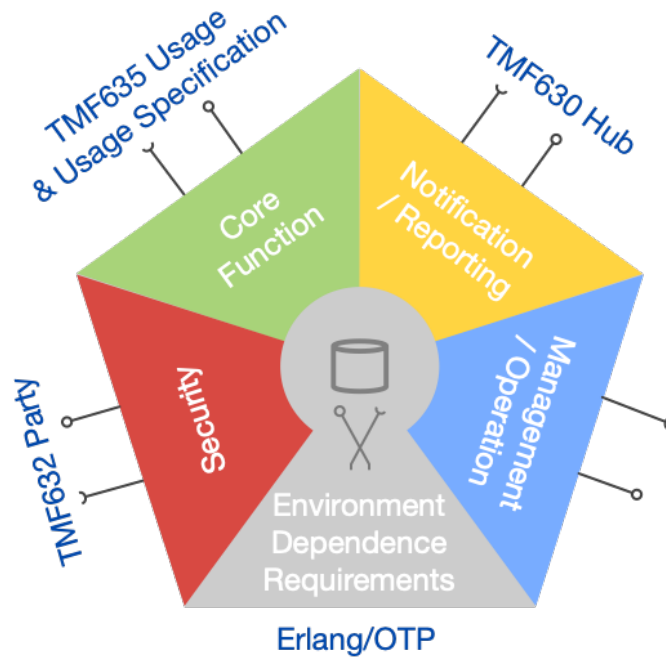 TMF635 Usage
& Usage Specification
TMF630 Hub
Core
Function
Notification
/ Reporting
Security
Management
/ Operation
TMF632 Party
Environment
Dependence
Requirements
Erlang/OTP